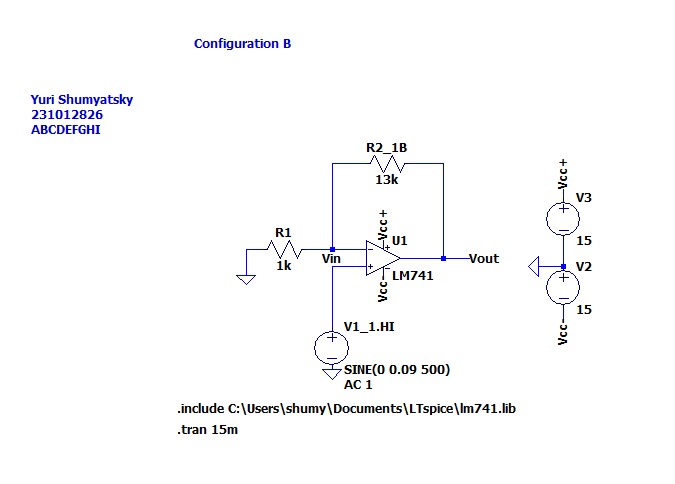 Configuration B
Yuri Shumyatsky
231012826
ABCDEFGHI
R2_1B
13k
Vcc+
V3
15
R1
1k
Vin
Vcc+
U1
LM741
Vcc-
Vout
V2
15
Vcc-
V1_1.HI
SINE(0 0.09 500)
AC 1
.include C:\Users\shumy\Documents\LTspice\lm741.lib
.tran 15m